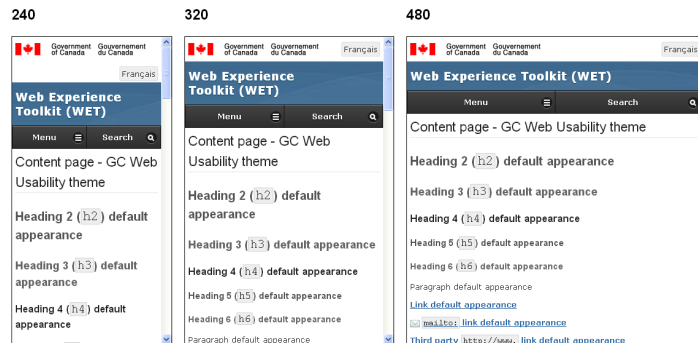 240
Government Gouvernement
of Canada du Canada
Français
Web Experience
Toolkit (WET)
Menu Search
Content page - GC Web
Usability theme
Heading 2 (h2) default
appearance
Heading 3 (h3) default
appearance
Heading 4 (h4) default
appearance
320
Government Gouvernement
of Canada du Canada
Français
Web Experience
Toolkit (WET)
Menu Search
Content page - GC Web
Usability theme
Heading 2 (h2) default
appearance
Heading 3 (h3) default appearance
Heading 4 (h4) default appearance
Heading 5 (h5) default appearance
Heading 6 (h6) default appearance
Paragraph default appearance
480
Government Gouvernement
of Canada du Canada
Français
Web Experience Toolkit (WET)
Menu Search
Content page - GC Web Usability theme
Heading 2 (h2) default appearance
Heading 3 (h3) default appearance
Heading 4 (h4) default appearance
Heading 5 (h5) default appearance
Heading 6 (h6) default appearance
Paragraph default appearance
Link default appearance
mailto: link default appearance
Third party http://www. link default appearance